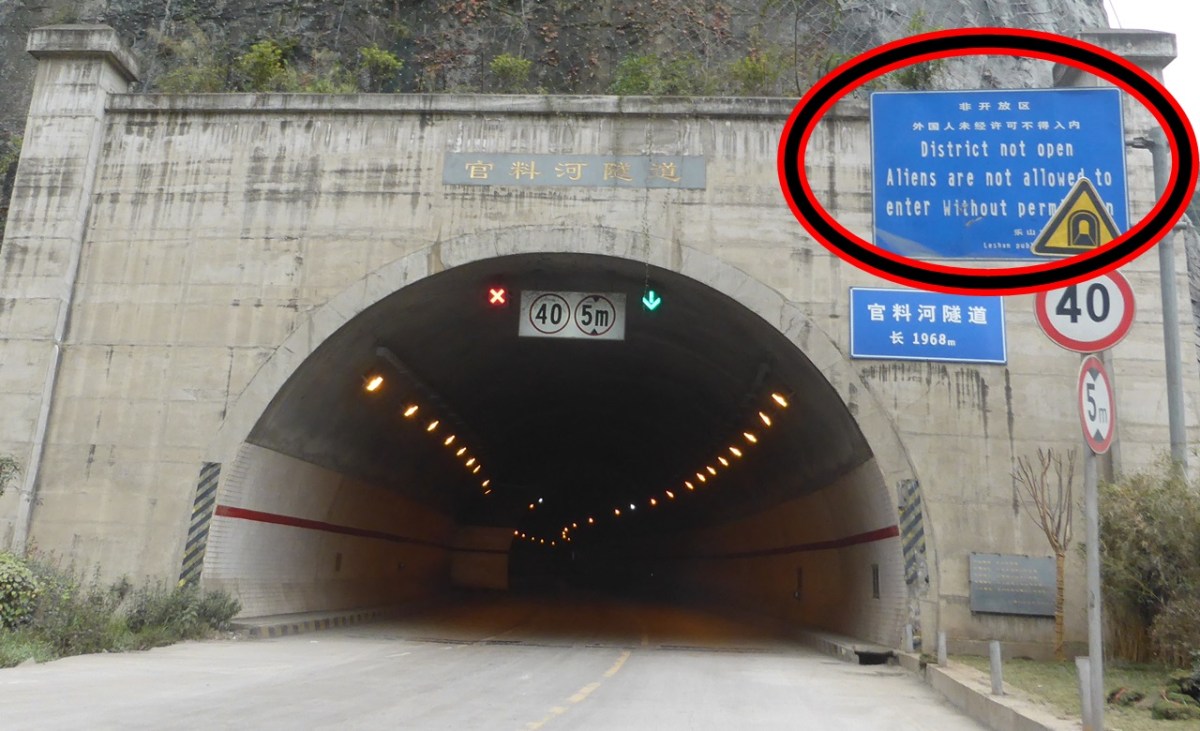 非开放区
外国人未经许可不得入内
District not open
Aliens are not allowed to
enter Without
乐山
Leshan
官料河隧道
40
5m
官料河隧道
长 1968m
40
5m